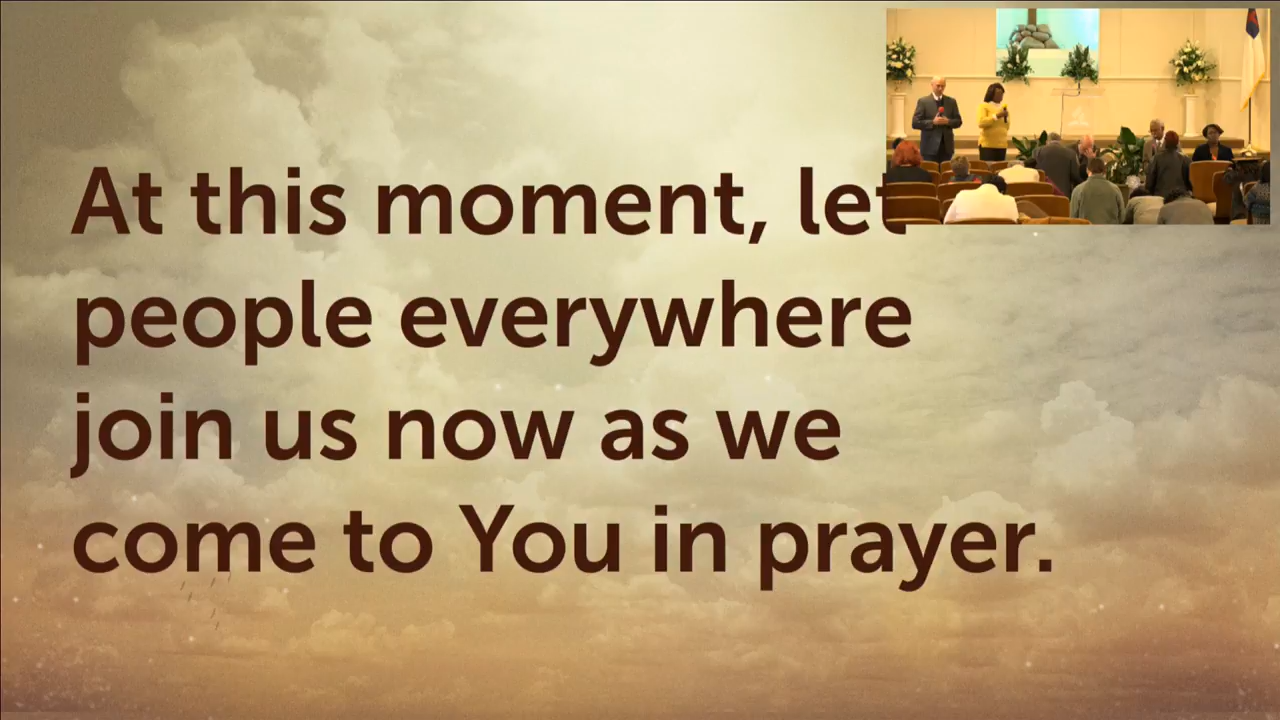 At this moment, let
people everywhere
join us now as we
come to You in prayer.